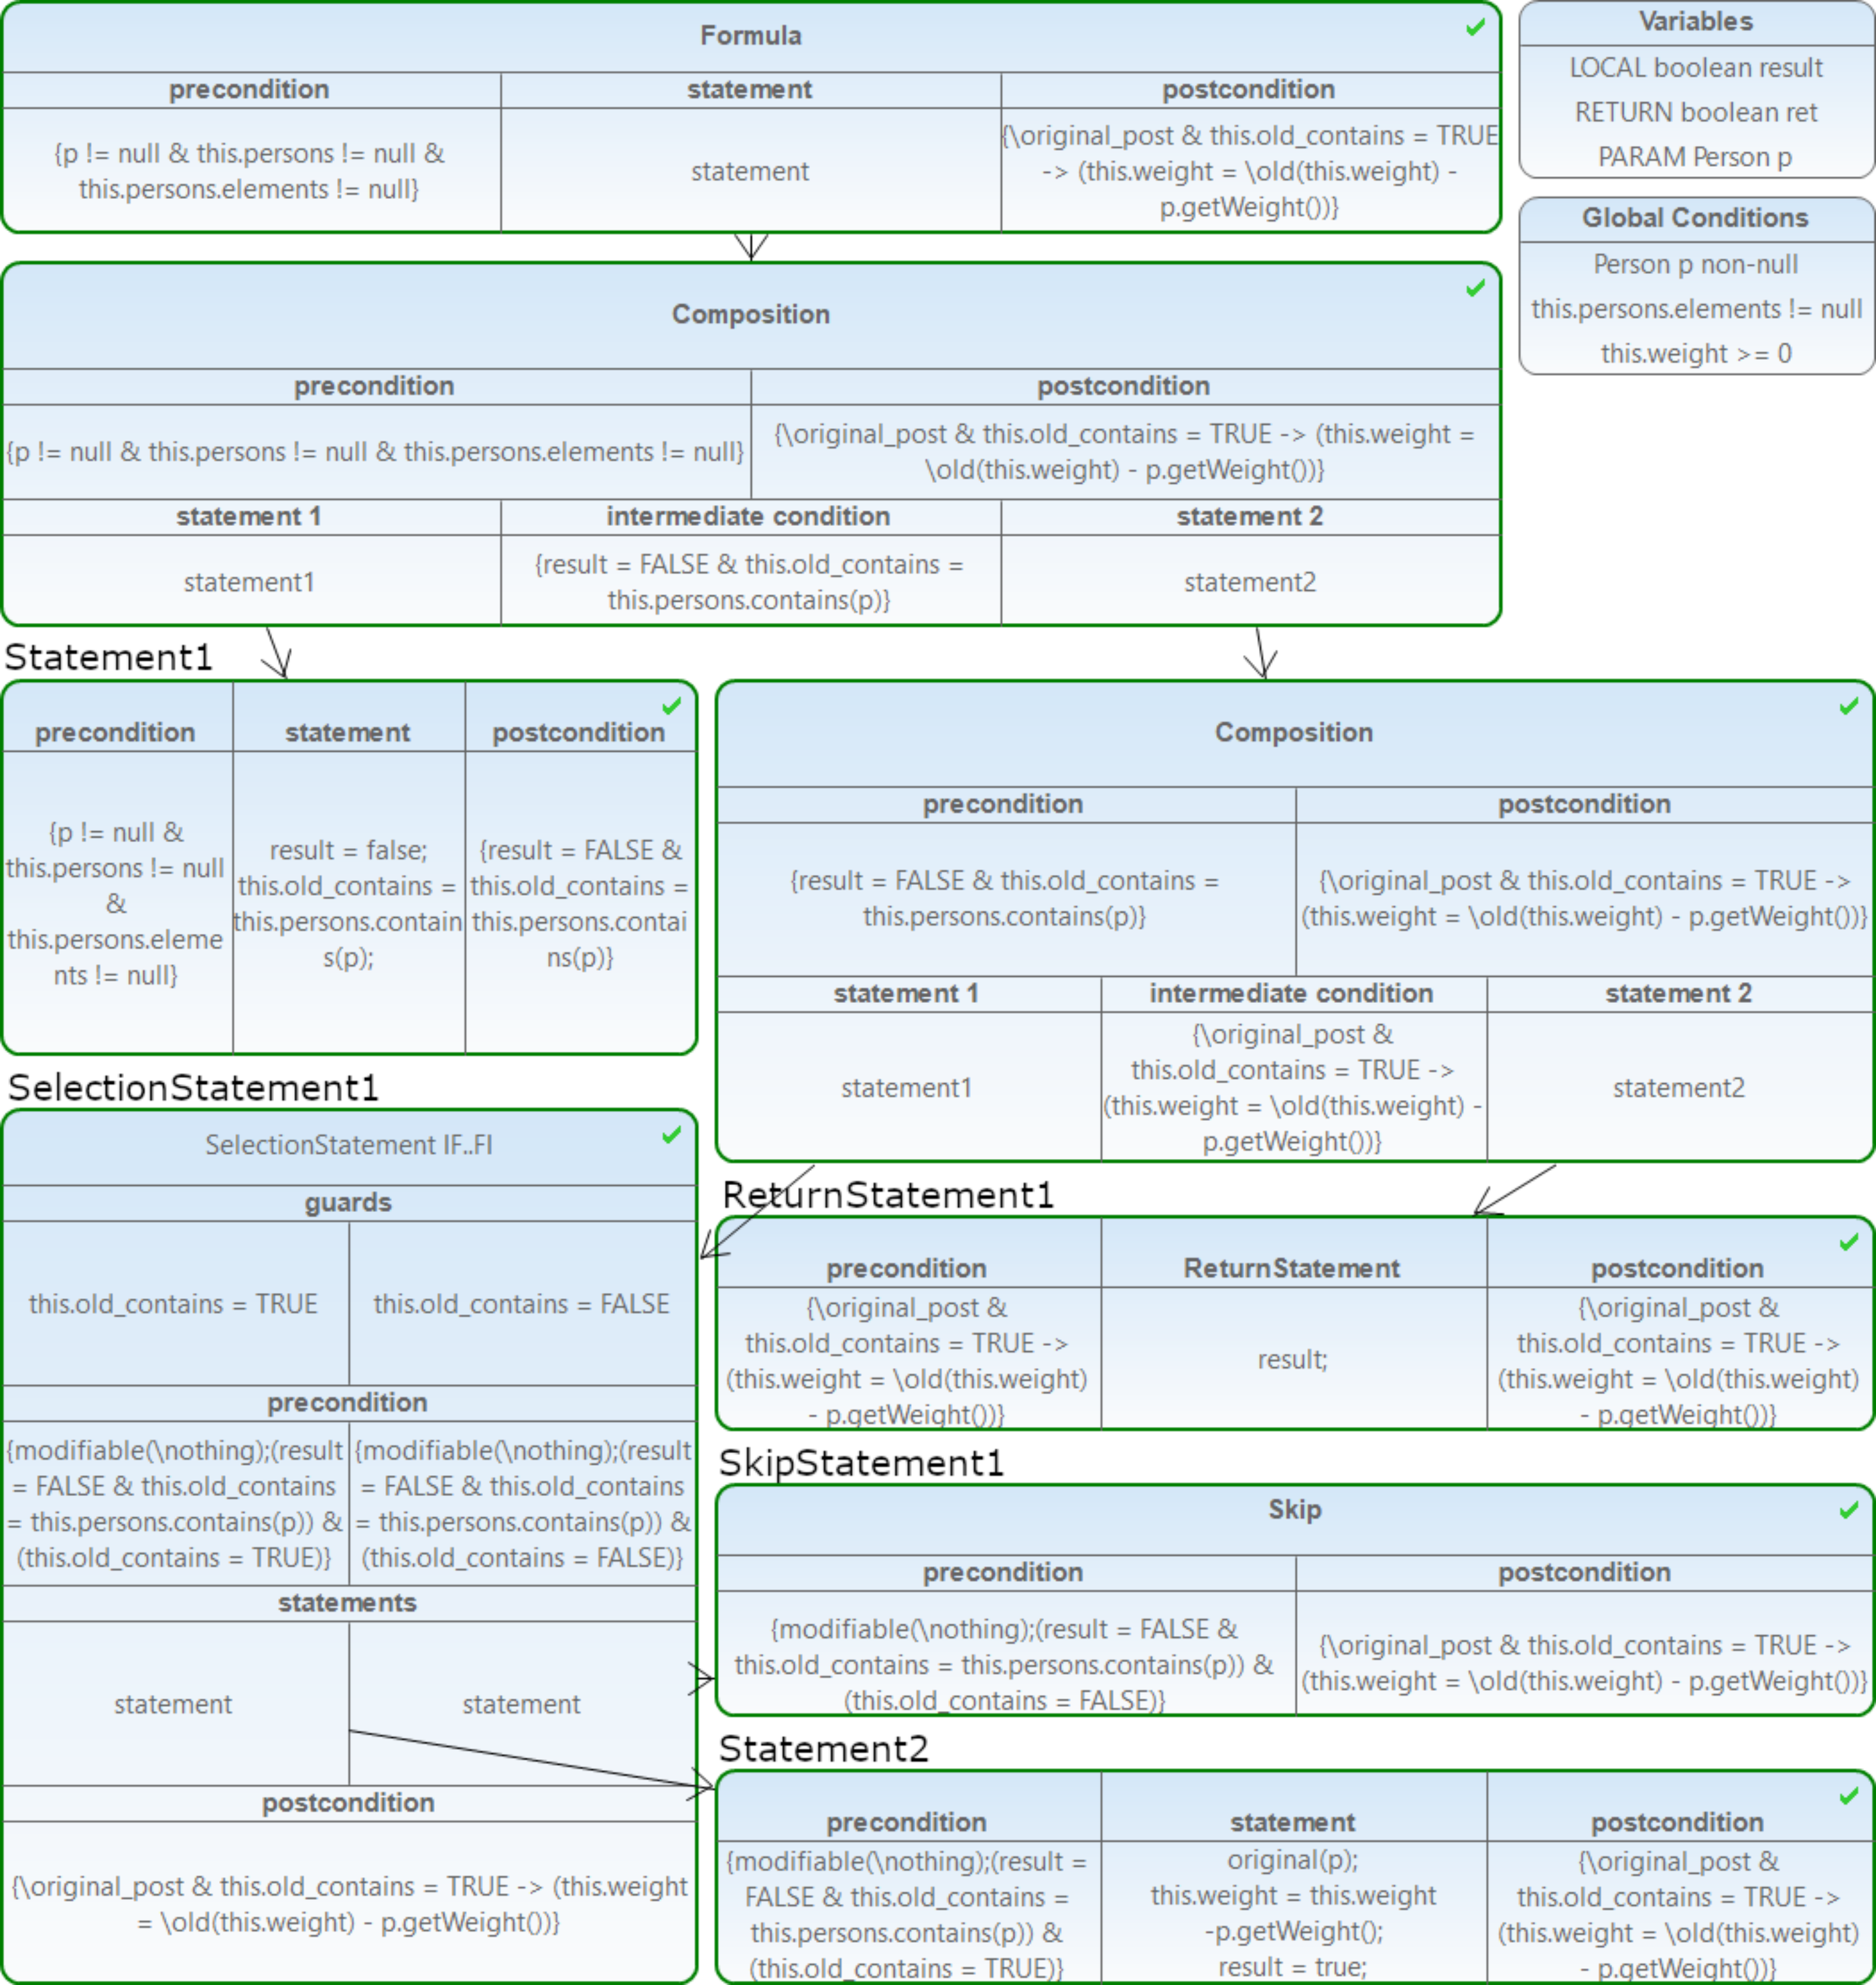 Formula
precondition
statement
postcondition
{p != null & this.persons != null &
this.persons.elements != null}
statement
{\original_post & this.old_contains = TRUE
-> (this.weight = \old(this.weight) -
p.getWeight())}
Variables
LOCAL boolean result
RETURN boolean ret
PARAM Person p
Global Conditions
Person p non-null
this.persons.elements != null
this.weight >= 0
Composition
precondition
postcondition
{p != null & this.persons != null & this.persons.elements != null}
{\original_post & this.old_contains = TRUE -> (this.weight =
\old(this.weight) - p.getWeight())}
statement 1
intermediate condition
statement 2
statement1
{result = FALSE & this.old_contains =
this.persons.contains(p)}
statement2
Statement1
precondition
statement
postcondition
{p != null &
this.persons != null
&
this.persons.eleme
nts != null}
result = false;
this.old_contains =
this.persons.contain
s(p);
{result = FALSE &
this.old_contains =
this.persons.contai
ns(p)}
Composition
precondition
postcondition
{result = FALSE & this.old_contains =
this.persons.contains(p)}
{\original_post & this.old_contains = TRUE ->
(this.weight = \old(this.weight) - p.getWeight())}
statement 1
intermediate condition
statement 2
statement1
{\original_post &
this.old_contains = TRUE ->
(this.weight = \old(this.weight) -
p.getWeight())}
statement2
SelectionStatement1
SelectionStatement IF..FI
guards
this.old_contains = TRUE
this.old_contains = FALSE
precondition
{modifiable(\nothing);(result
= FALSE & this.old_contains
= this.persons.contains(p)) &
(this.old_contains = TRUE)}
{modifiable(\nothing);(result
= FALSE & this.old_contains
= this.persons.contains(p)) &
(this.old_contains = FALSE)}
statements
statement
statement
postcondition
{\original_post & this.old_contains = TRUE -> (this.weight
= \old(this.weight) - p.getWeight())}
ReturnStatement1
precondition
ReturnStatement
postcondition
{\original_post &
this.old_contains = TRUE ->
(this.weight = \old(this.weight)
- p.getWeight())}
result;
{\original_post &
this.old_contains = TRUE ->
(this.weight = \old(this.weight)
- p.getWeight())}
SkipStatement1
Skip
precondition
postcondition
{modifiable(\nothing);(result = FALSE &
this.old_contains = this.persons.contains(p)) &
(this.old_contains = FALSE)}
{\original_post & this.old_contains = TRUE ->
(this.weight = \old(this.weight) - p.getWeight())}
Statement2
precondition
statement
postcondition
{modifiable(\nothing);(result =
FALSE & this.old_contains =
this.persons.contains(p)) &
(this.old_contains = TRUE)}
original(p);
this.weight = this.weight
-p.getWeight();
result = true;
{\original_post &
this.old_contains = TRUE ->
(this.weight = \old(this.weight)
- p.getWeight())}